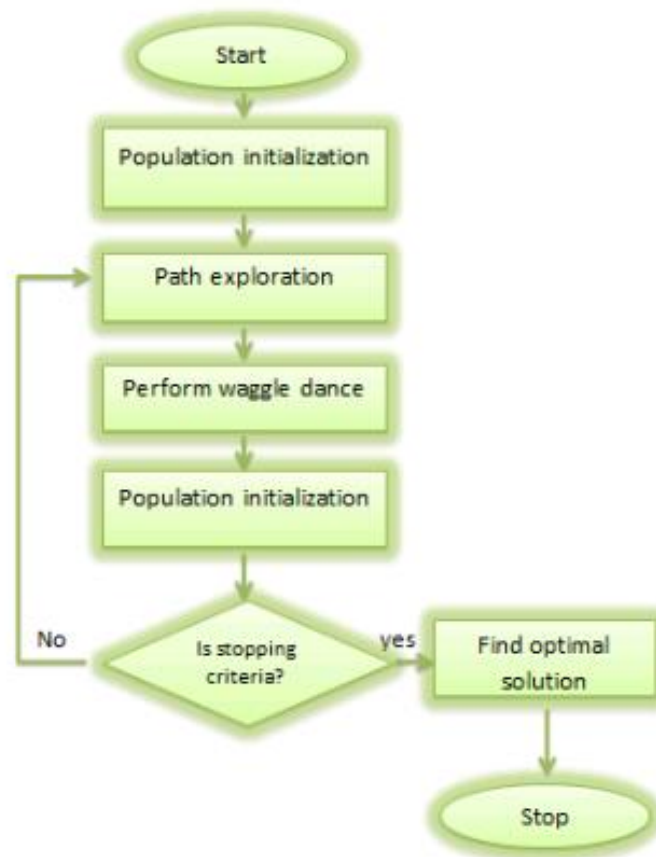 Start
Population initialization
Path exploration
Perform waggle dance
Population initialization
No
Is stopping
criteria?
yes
Find optimal
solution
Stop